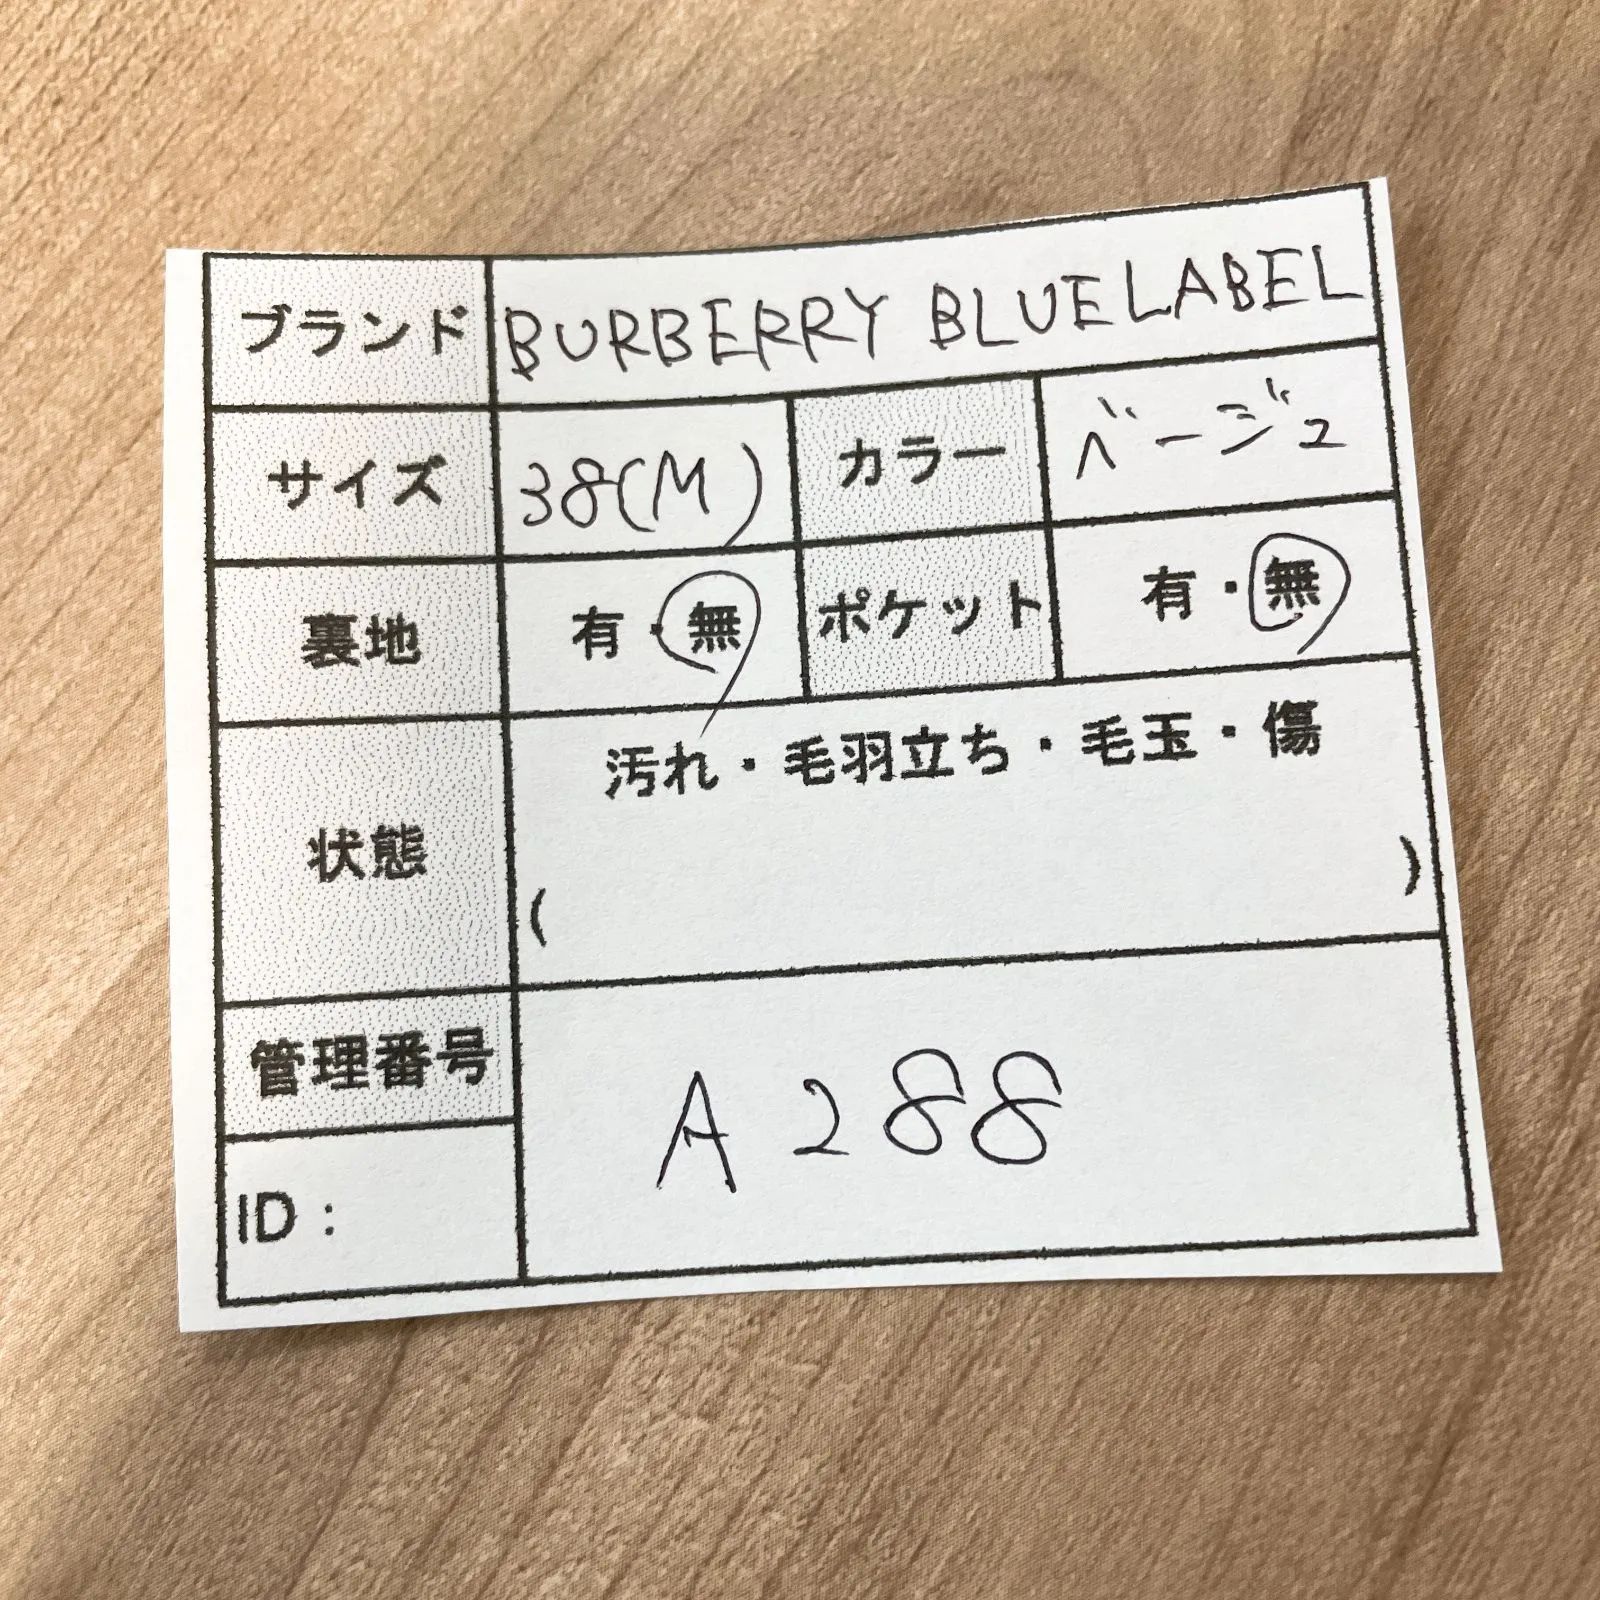 ブランド BURBERRY BLUE LABEL
サイズ 38(M) カラー ベージュ
裏地 有・無 ポケット 有・無
状態 汚れ・毛羽立ち・毛玉・傷
( )
管理番号 A288
ID：